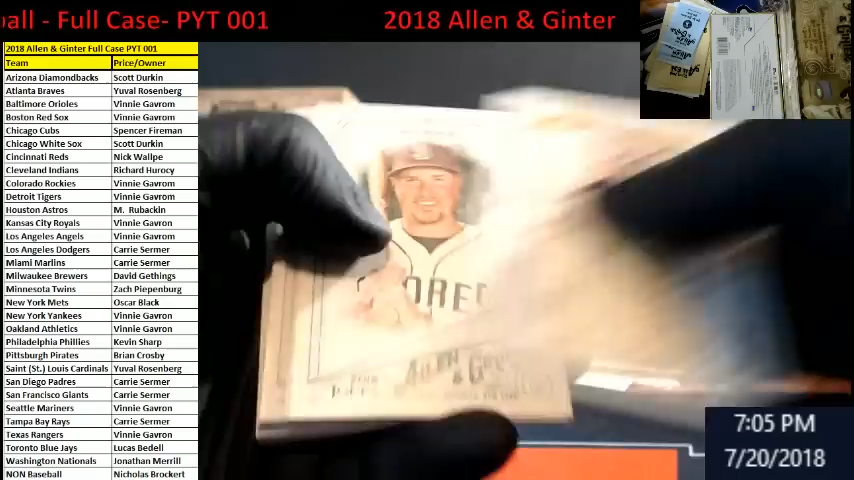 all - Full Case- PYT 001 2018 Allen & Ginter
2018 Allen & Ginter Full Case PYT 001
Team Price/Owner
Arizona Diamondbacks Scott Durkin
Atlanta Braves Yuval Rosenberg
Baltimore Orioles Vinnie Gavrom
Boston Red Sox Vinnie Gavrom
Chicago Cubs Spencer Fireman
Chicago White Sox Scott Durkin
Cincinnati Reds Nick Wallpe
Cleveland Indians Richard Hurocy
Colorado Rockies Vinnie Gavrom
Detroit Tigers Vinnie Gavrom
Houston Astros M. Rubackin
Kansas City Royals Vinnie Gavron
Los Angeles Angels Vinnie Gavrom
Los Angeles Dodgers Carrie Sermer
Miami Marlins Carrie Sermer
Milwaukee Brewers David Gethings
Minnesota Twins Zach Piepenburg
New York Mets Oscar Black
New York Yankees Vinnie Gavron
Oakland Athletics Vinnie Gavron
Philadelphia Phillies Kevin Sharp
Pittsburgh Pirates Brian Crosby
Saint (St.) Louis Cardinals Yuval Rosenberg
San Diego Padres Carrie Sermer
San Francisco Giants Carrie Sermer
Seattle Mariners Vinnie Gavron
Tampa Bay Rays Carrie Sermer
Texas Rangers Vinnie Gavron
Toronto Blue Jays Lucas Bedell
Washington Nationals Jonathan Merrill
NON Baseball Nicholas Brockert
DRE
Allen
& G
7:05 PM
7/20/2018